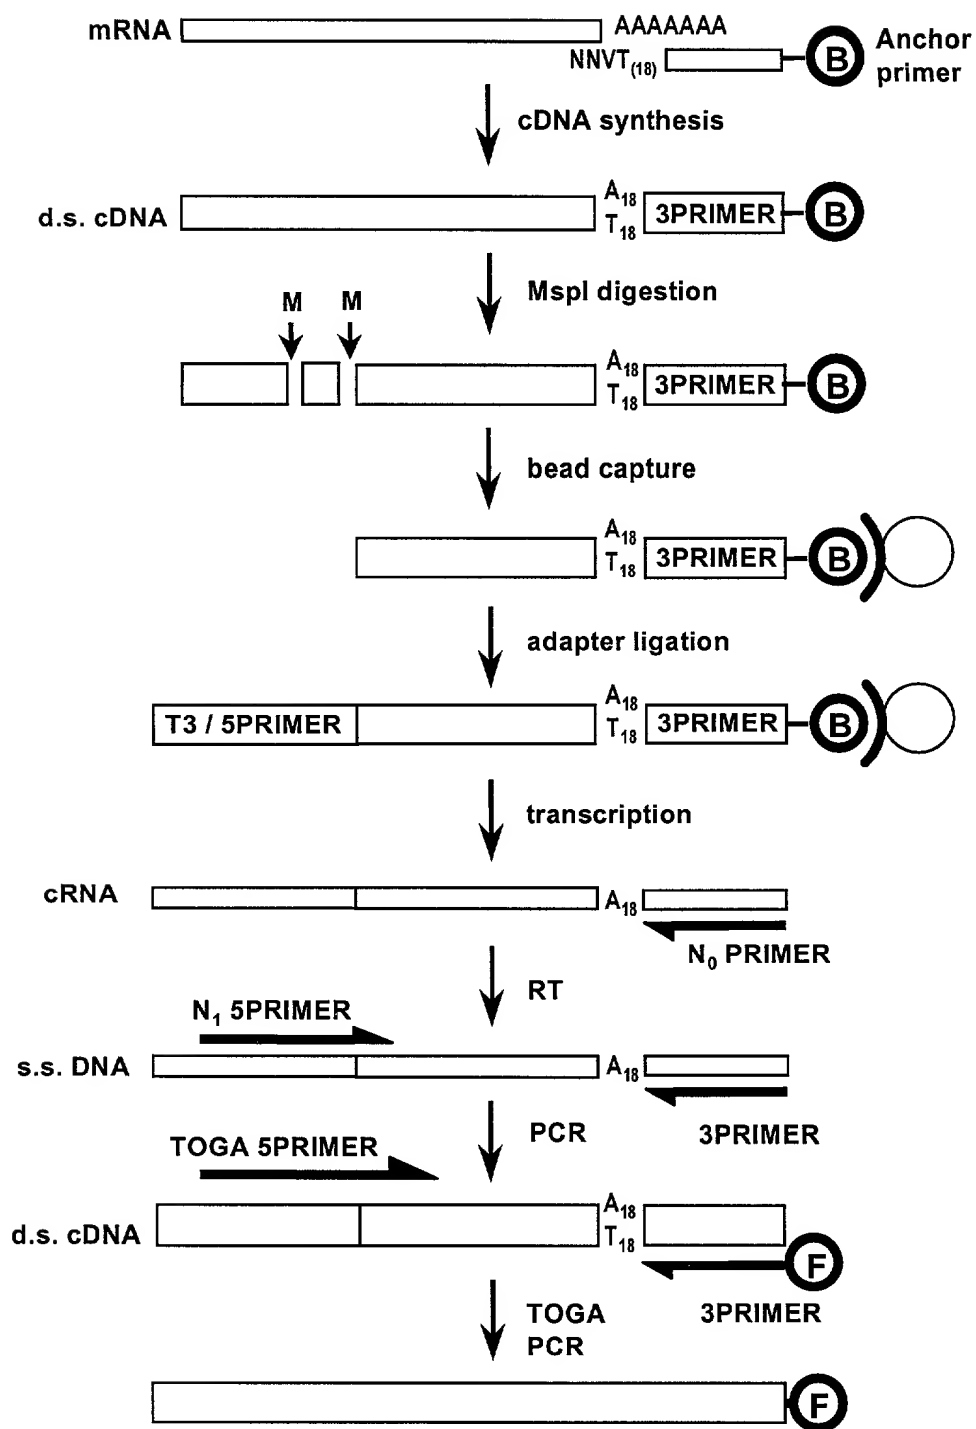 mRNA
AAAAAAA
NNVT(18)
B
Anchor
primer
cDNA synthesis
d.s. cDNA
A18
T18
3PRIMER
B
MspI digestion
M
M
A18
T18
3PRIMER
B
bead capture
A18
T18
3PRIMER
B
adapter ligation
T3 / 5PRIMER
A18
T18
3PRIMER
B
transcription
cRNA
A18
N0 PRIMER
RT
N1 5PRIMER
s.s. DNA
A18
3PRIMER
PCR
TOGA 5PRIMER
d.s. cDNA
A18
T18
F
3PRIMER
TOGA
PCR
F